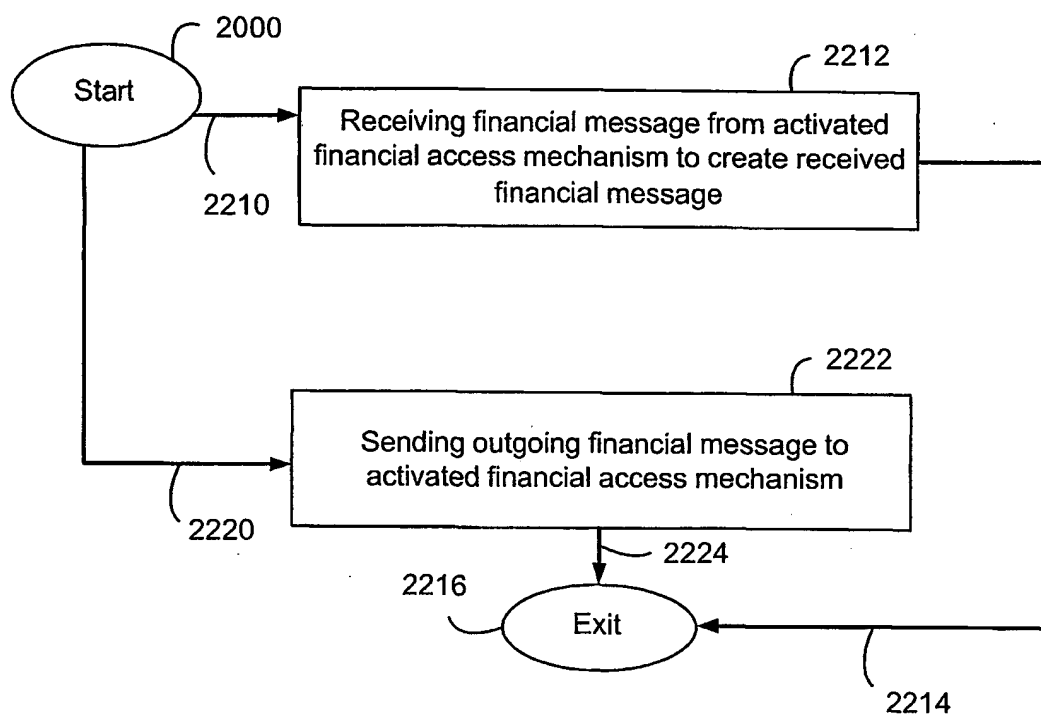 2000
Start
2212
Receiving financial message from activated
financial access mechanism to create received
financial message
2210
2222
Sending outgoing financial message to
activated financial access mechanism
2220
2224
2216
Exit
2214